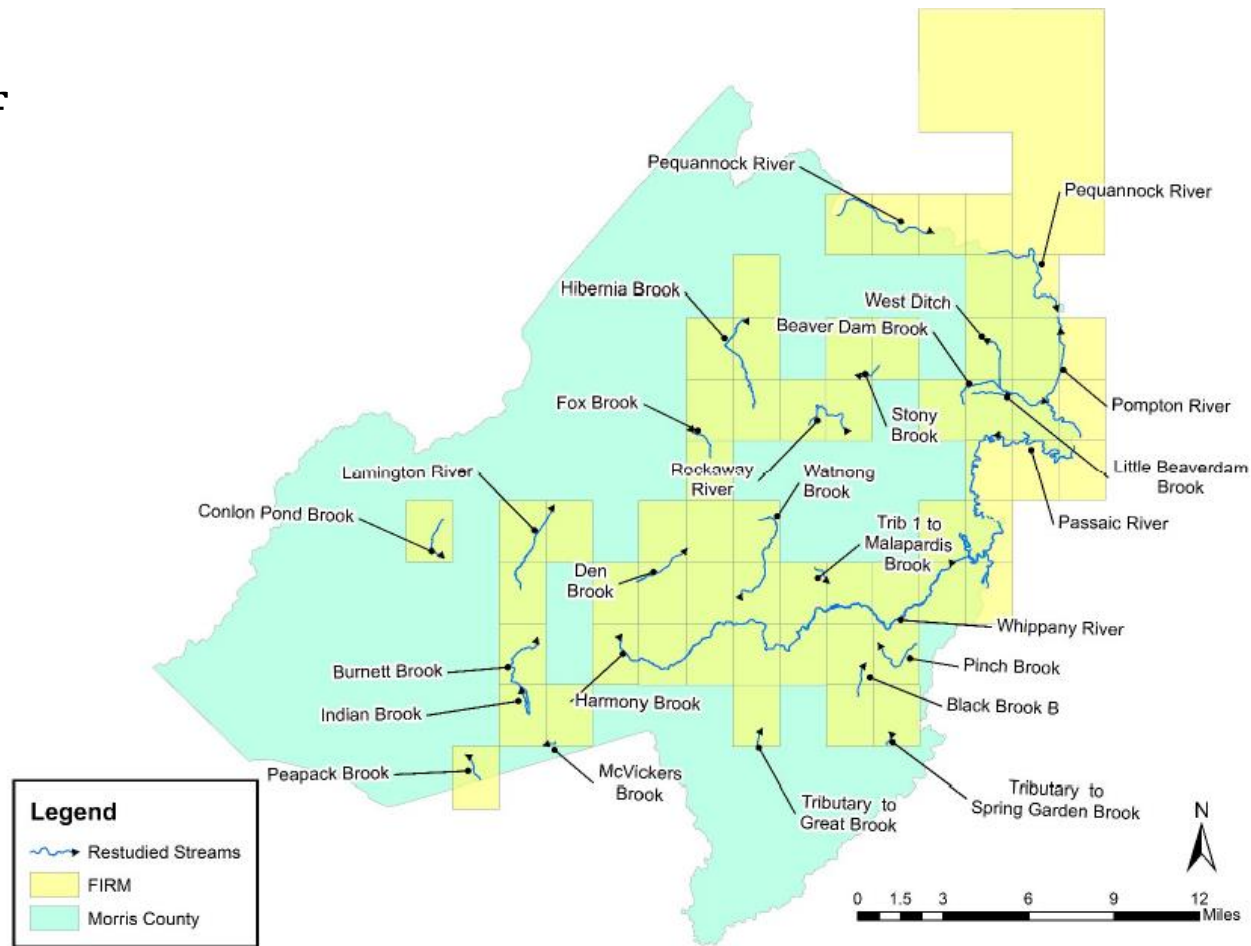 Pequannock River
Pequannock River
Hibernia Brook
West Ditch
Beaver Dam Brook
Fox Brook
Stony
Brook
Pompton River
Lamington River
Rockaway
River
Watnong
Brook
Little Beaverdam
Brook
Conlon Pond Brook
Trib 1 to
Malapardis
Brook
Passaic River
Den
Brook
Whippany River
Burnett Brook
Pinch Brook
Indian Brook
Harmony Brook
Black Brook B
Peapack Brook
McVickers
Brook
Tributary to
Great Brook
Tributary to
Spring Garden Brook
Legend
Restudied Streams
FIRM
Morris County
N
0 1.5 3 6 9 12
Miles